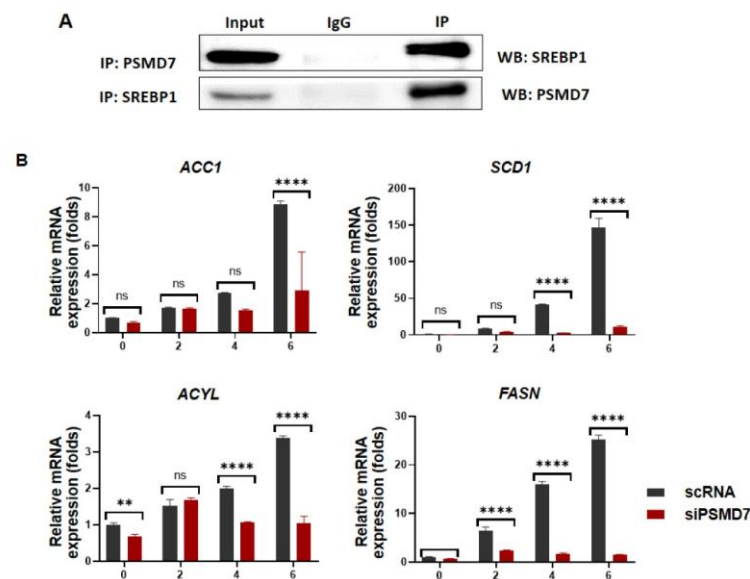 A
Input IgG IP
IP: PSMD7 WB: SREBP1
IP: SREBP1 WB: PSMD7
B
ACC1
Relative mRNA
expression (folds)
10
8
6
4
2
0
ns ns ns ****
0 2 4 6
SCD1
Relative mRNA
expression (folds)
200
150
100
50
0
ns ns **** ****
0 2 4 6
ACYL
Relative mRNA
expression (folds)
4
3
2
1
0
** ns **** ****
0 2 4 6
FASN
Relative mRNA
expression (folds)
30
20
10
0
**** **** ****
0 2 4 6
scRNA
siPSMD7